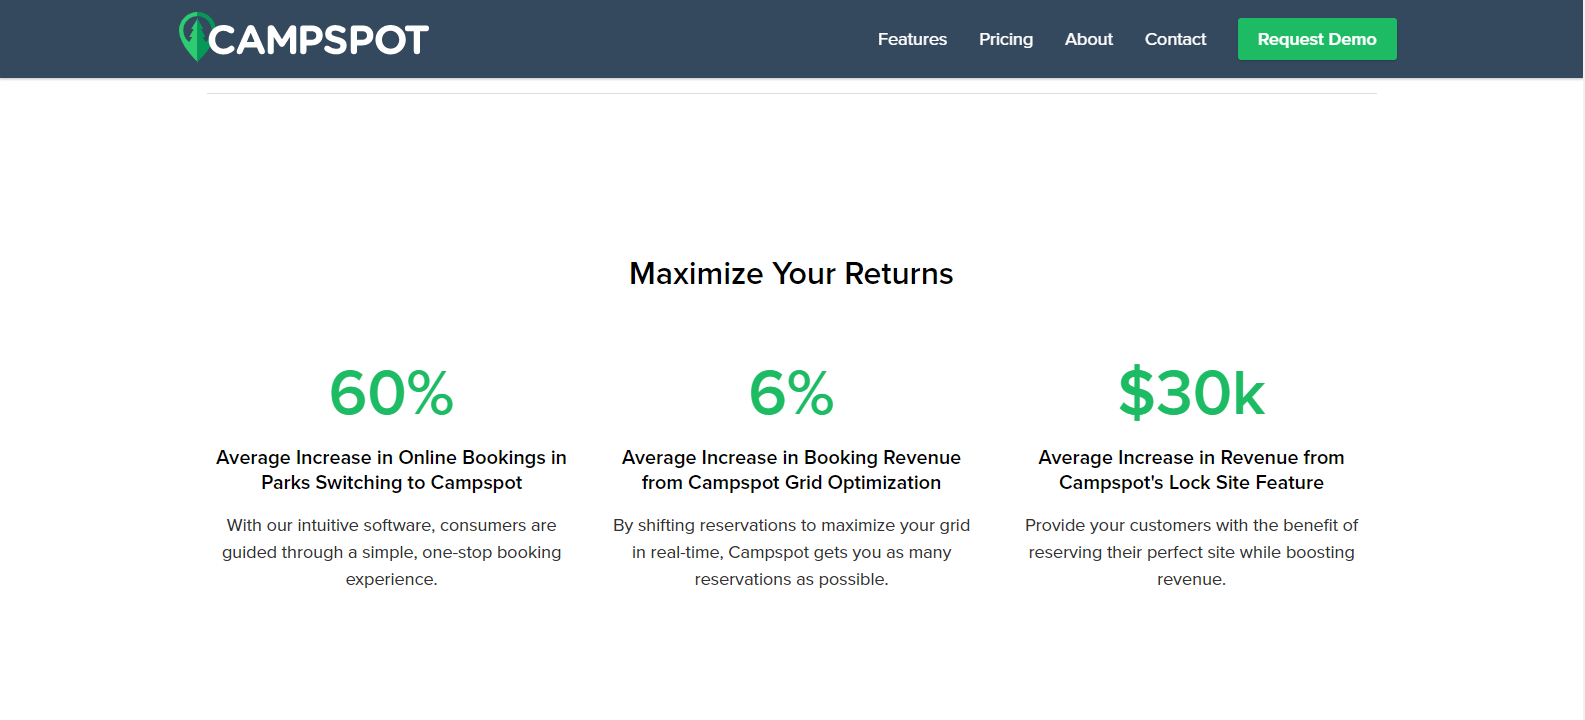 CAMPSPOT
Features
Pricing
About
Contact
Request Demo
Maximize Your Returns
60%
Average Increase in Online Bookings in
Parks Switching to Campspot
With our intuitive software, consumers are
guided through a simple, one-stop booking
experience.
6%
Average Increase in Booking Revenue
from Campspot Grid Optimization
By shifting reservations to maximize your grid
in real-time, Campspot gets you as many
reservations as possible.
$30k
Average Increase in Revenue from
Campspot's Lock Site Feature
Provide your customers with the benefit of
reserving their perfect site while boosting
revenue.